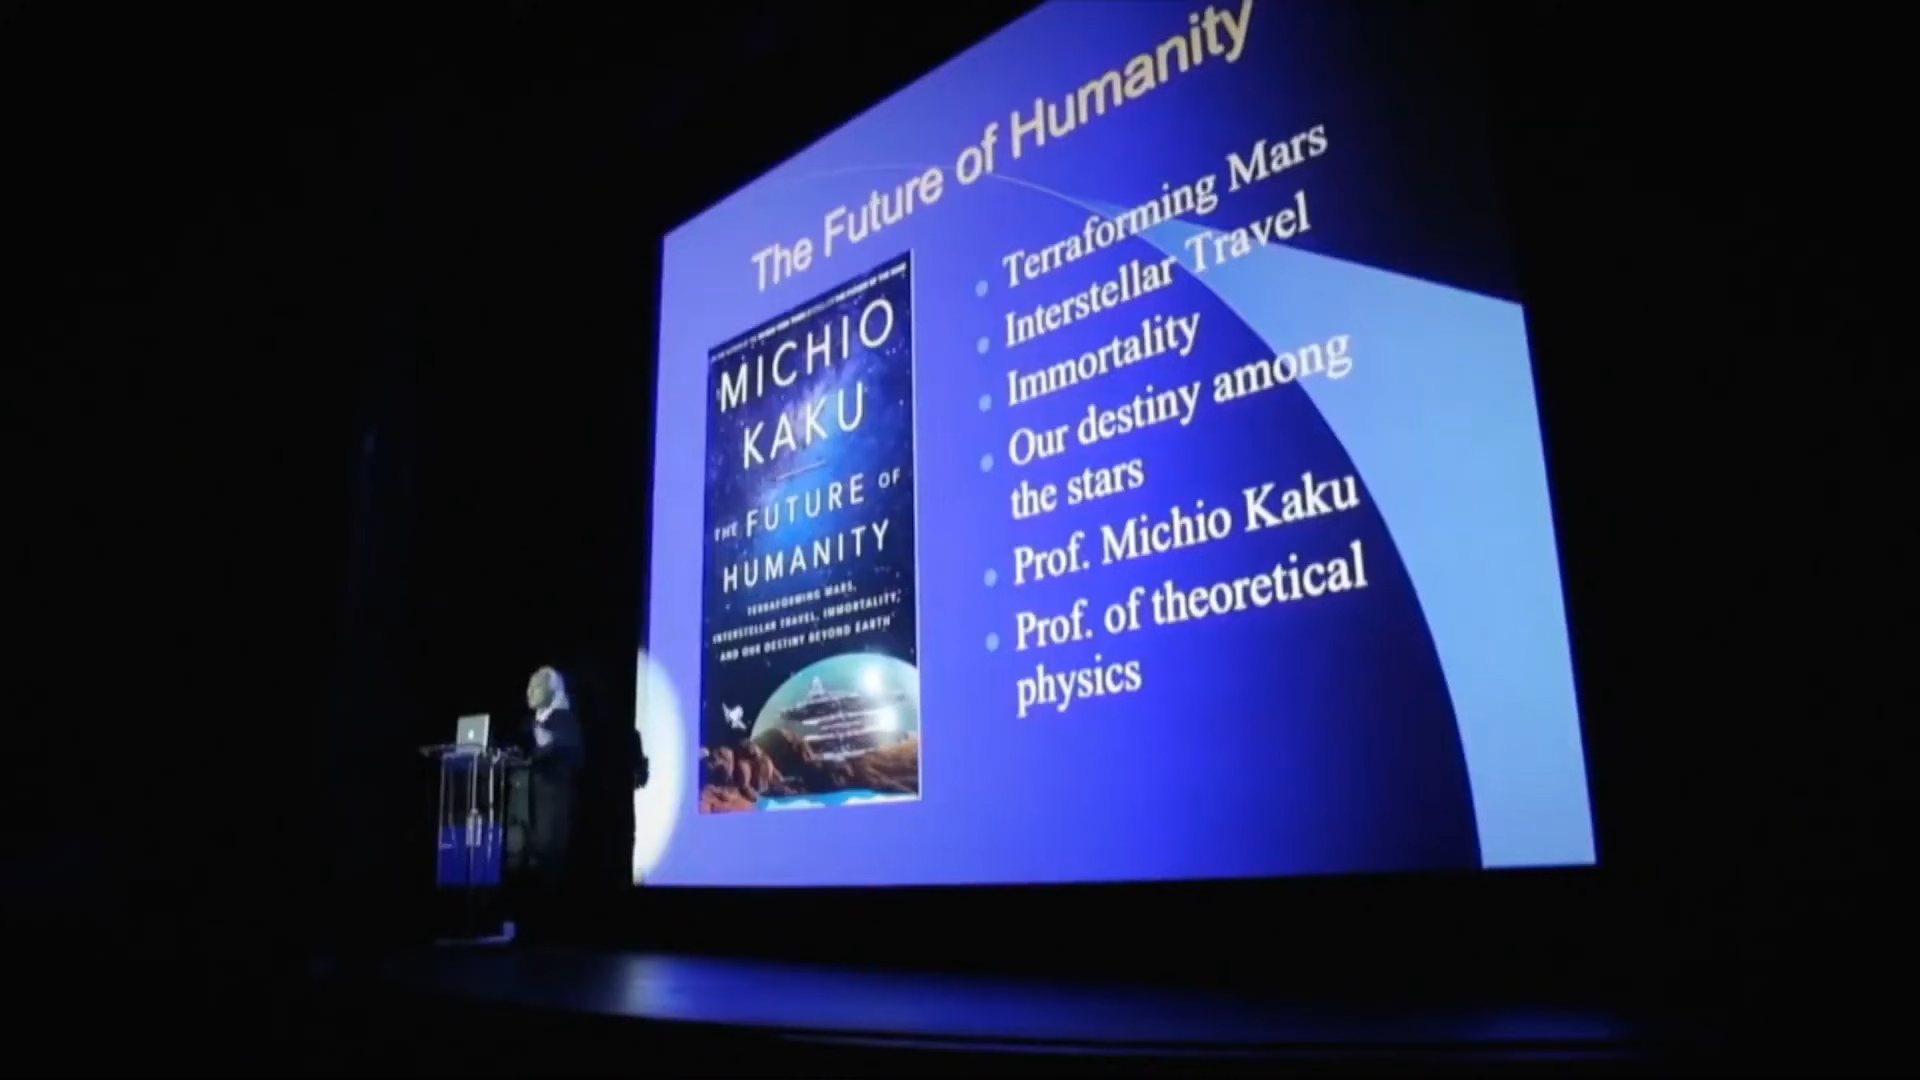 The Future of Humanity
MICHIO
KAKU
THE FUTURE OF
HUMANITY
TERRAFORMING MARS,
INTERSTELLAR TRAVEL, IMMORTALITY,
AND OUR DESTINY BEYOND EARTH
Terraforming Mars
Interstellar Travel
Immortality
Our destiny among
the stars
Prof. Michio Kaku
Prof. of theoretical
physics